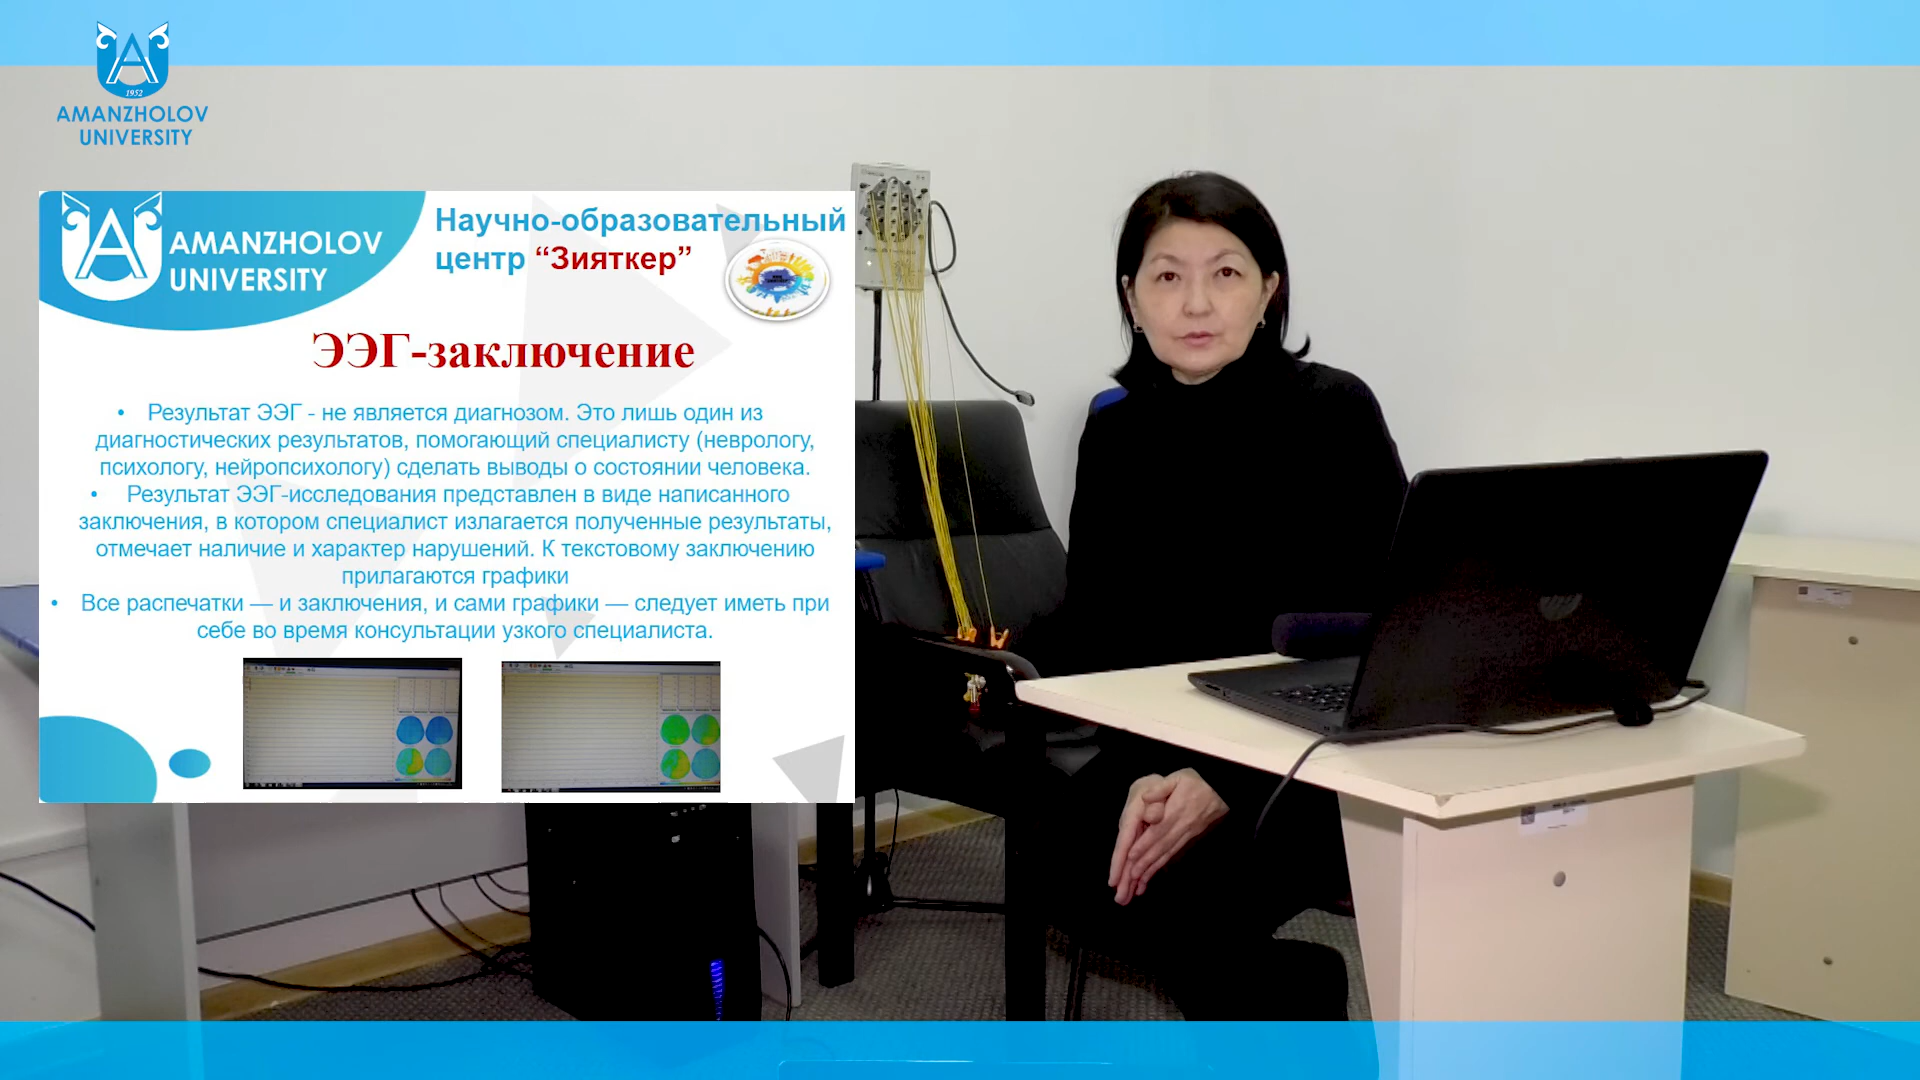 1952
AMANZHOLOV
UNIVERSITY
AMANZHOLOV
UNIVERSITY
Научно-образовательный
центр “Зияткер”
ЭЭГ-заключение
• Результат ЭЭГ - не является диагнозом. Это лишь один из
диагностических результатов, помогающий специалисту (неврологу,
психологу, нейропсихологу) сделать выводы о состоянии человека.
• Результат ЭЭГ-исследования представлен в виде написанного
заключения, в котором специалист излагается полученные результаты,
отмечает наличие и характер нарушений. К текстовому заключению
прилагаются графики
• Все распечатки — и заключения, и сами графики — следует иметь при
себе во время консультации узкого специалиста.